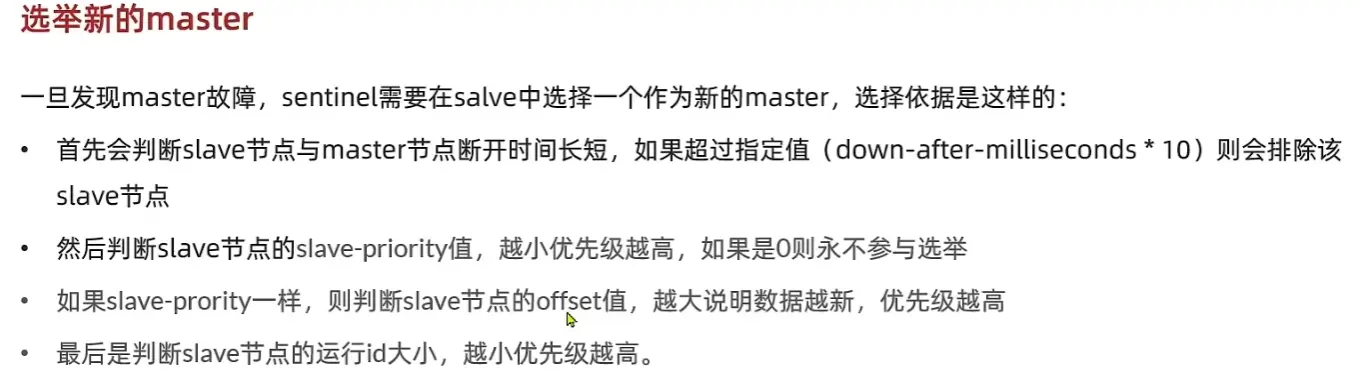 选举新的master
一旦发现master故障，sentinel需要在salve中选择一个作为新的master，选择依据是这样的：
• 首先会判断slave节点与master节点断开时间长短，如果超过指定值（down-after-milliseconds * 10）则会排除该
slave节点
• 然后判断slave节点的slave-priority值，越小优先级越高，如果是0则永不参与选举
• 如果slave-prority一样，则判断slave节点的offset值，越大说明数据越新，优先级越高
• 最后是判断slave节点的运行id大小，越小优先级越高。